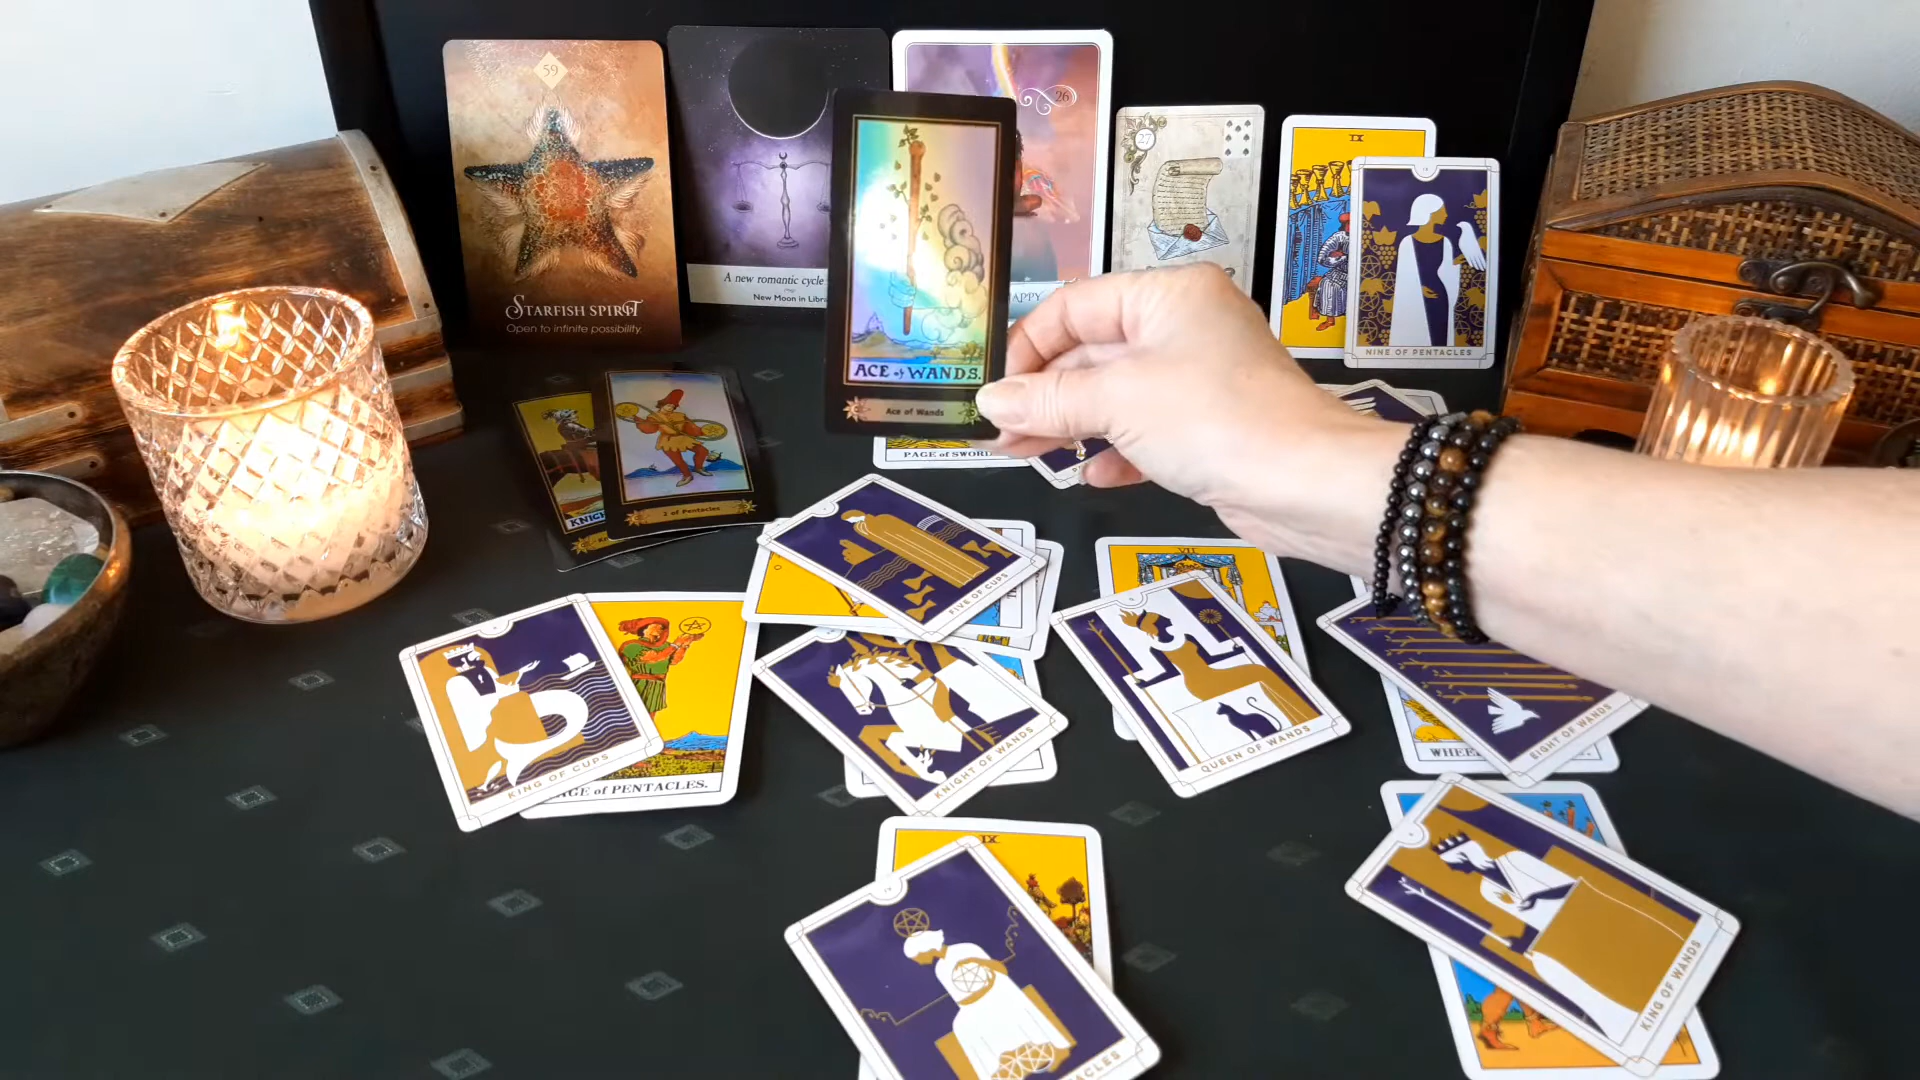 59
STARFISH SPIRIT
Open to infinite possibility.
A new romantic cycle
New Moon in Libra
26
APPY
27
IX
NINE OF PENTACLES
ACE of WANDS.
Ace of Wands
2 of Pentacles
KNIG
PAGE of SWORD
FIVE OF CUPS
VII
KING OF CUPS
AGE of PENTACLES.
KNIGHT OF WANDS
QUEEN OF WANDS
WHEE
EIGHT OF WANDS
IX
ACLES
KING OF WANDS